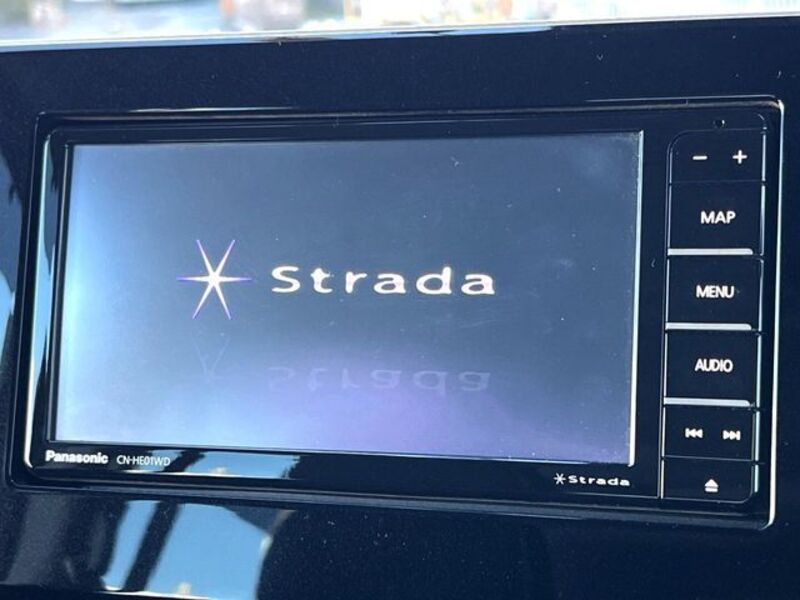 Strada
MAP
MENU
AUDIO
Panasonic CN-HE01WD
Strada